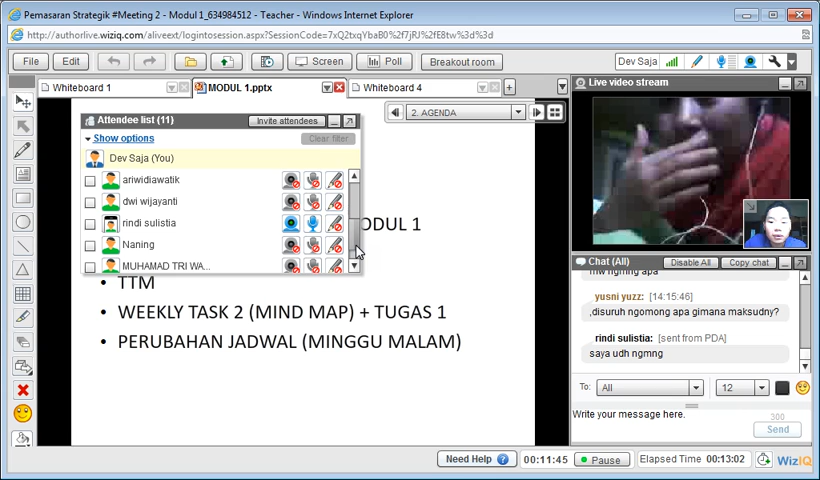 Pemasaran Strategik #Meeting 2 - Modul 1_634984512 - Teacher - Windows Internet Explorer
http://authorlive.wiziq.com/aliveext/logintosession.aspx?SessionCode=7xQ2txqYbaB0%2f7jRJ%2fE8tw%3d%3d
File
Edit
Screen
Poll
Breakout room
Dev Saja
Whiteboard 1
MODUL 1.pptx
Whiteboard 4
Live video stream
2. AGENDA
Attendee list (11)
Invite attendees
Show options
Clear filter
Dev Saja (You)
ariwidiawatik
dwi wijayanti
rindi sulistia
Naning
MUHAMAD TRI WA...
ODUL 1
• TTM
• WEEKLY TASK 2 (MIND MAP) + TUGAS 1
• PERUBAHAN JADWAL (MINGGU MALAM)
Chat (All)
Disable All
Copy chat
mw ngming apa
yusni yuzz: [14:15:46]
,disuruh ngomong apa gimana maksudny?
rindi sulistia: [sent from PDA]
saya udh ngmng
To:
All
12
Write your message here.
300
Send
Need Help
00:11:45
Pause
Elapsed Time
00:13:02
WizIQ